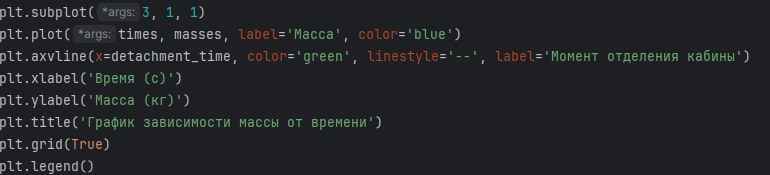 plt.subplot( *args: 3, 1, 1)
plt.plot( *args: times, masses, label='Масса', color='blue')
plt.axvline(x=detachment_time, color='green', linestyle='--', label='Момент отделения кабины')
plt.xlabel('Время (с)')
plt.ylabel('Масса (кг)')
plt.title('График зависимости массы от времени')
plt.grid(True)
plt.legend()